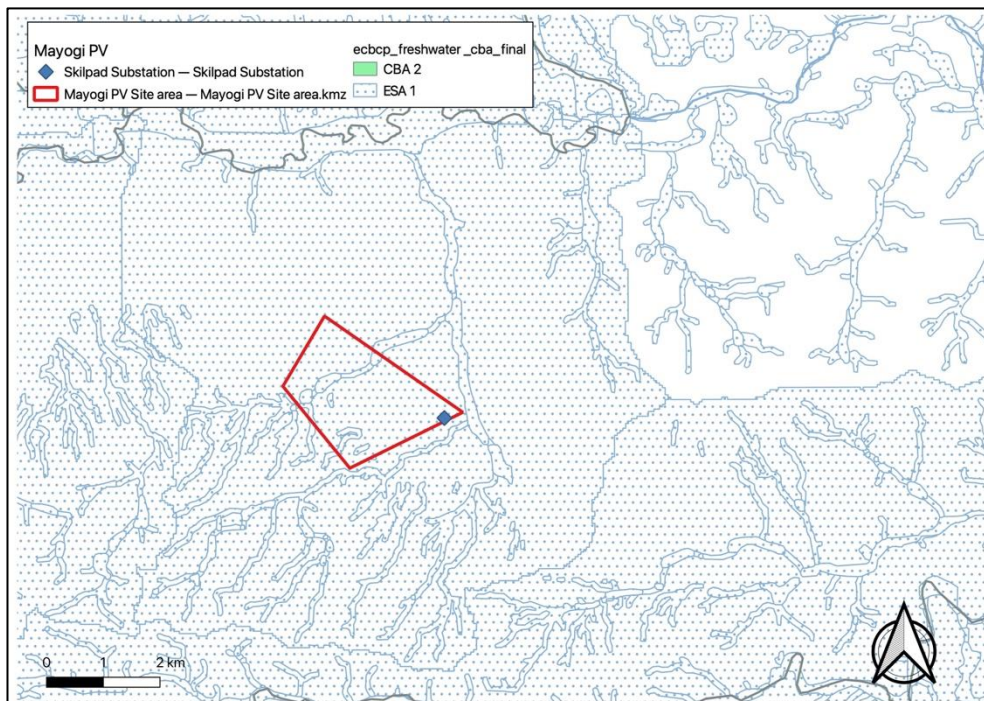 Mayogi PV
Skilpad Substation — Skilpad Substation
Mayogi PV Site area — Mayogi PV Site area.kmz
ecbcp_freshwater _cba_final
CBA 2
ESA 1
0 1 2 km